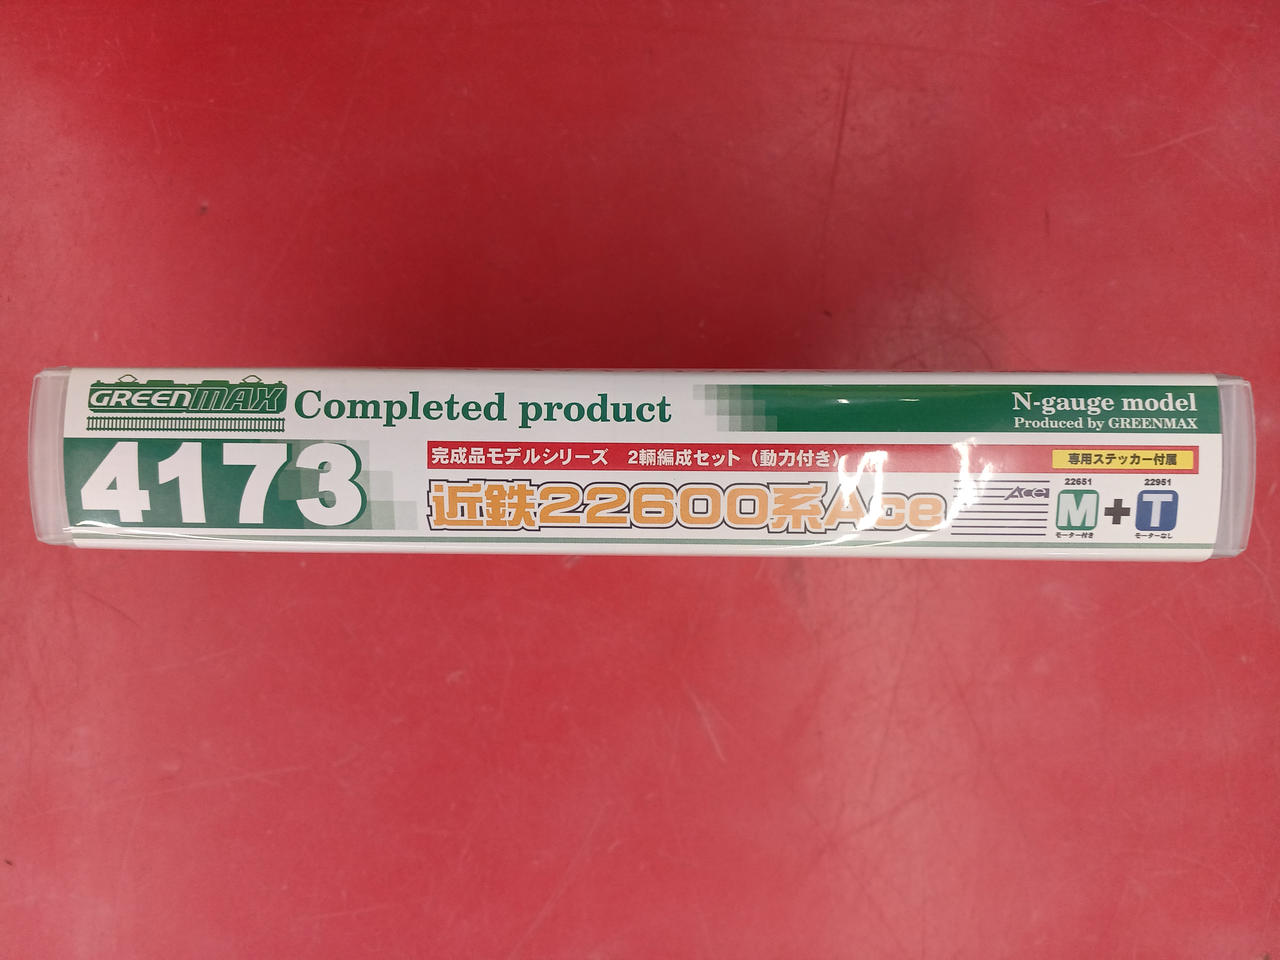 GREENMAX Completed product
N-gauge model
Produced by GREENMAX
4173
完成品モデルシリーズ 2輌編成セット(動力付き)
専用ステッカー付属
近鉄22600系Ace
Ace
22651 22951
M+T
モーター付き モーターなし